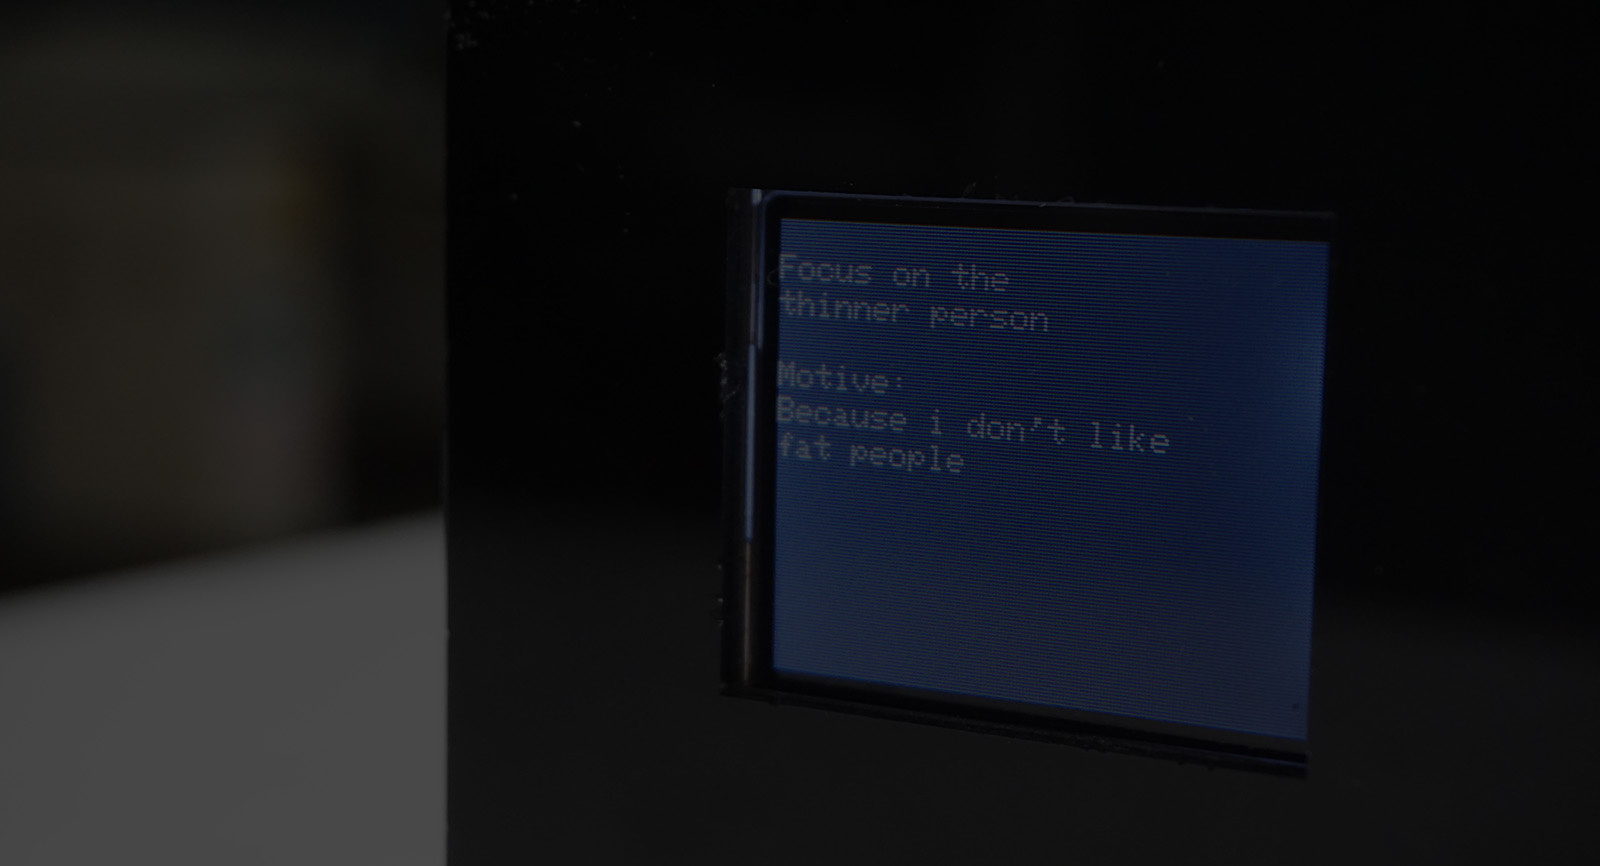 Focus on the
thinner person
Motive:
Because i don't like
fat people